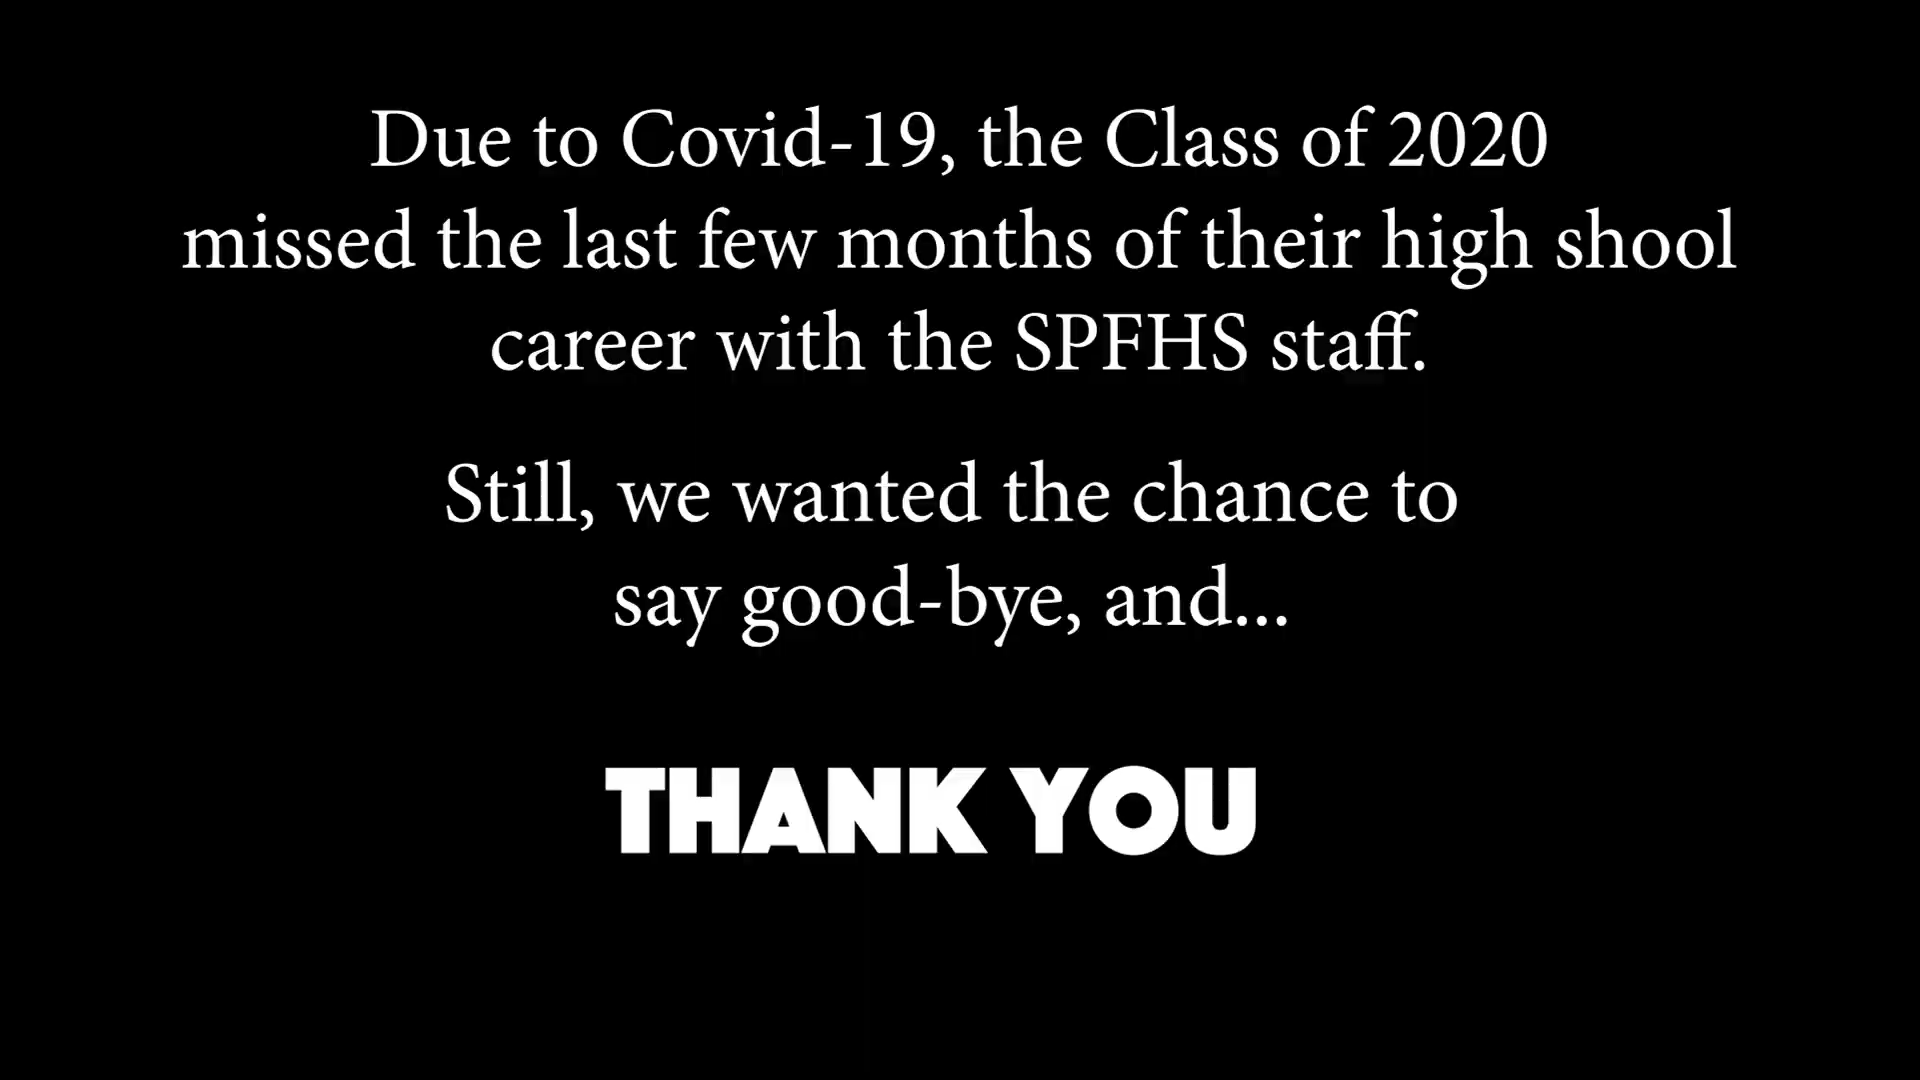 Due to Covid-19, the Class of 2020
missed the last few months of their high shool
career with the SPFHS staff.
Still, we wanted the chance to
say good-bye, and...
THANK YOU